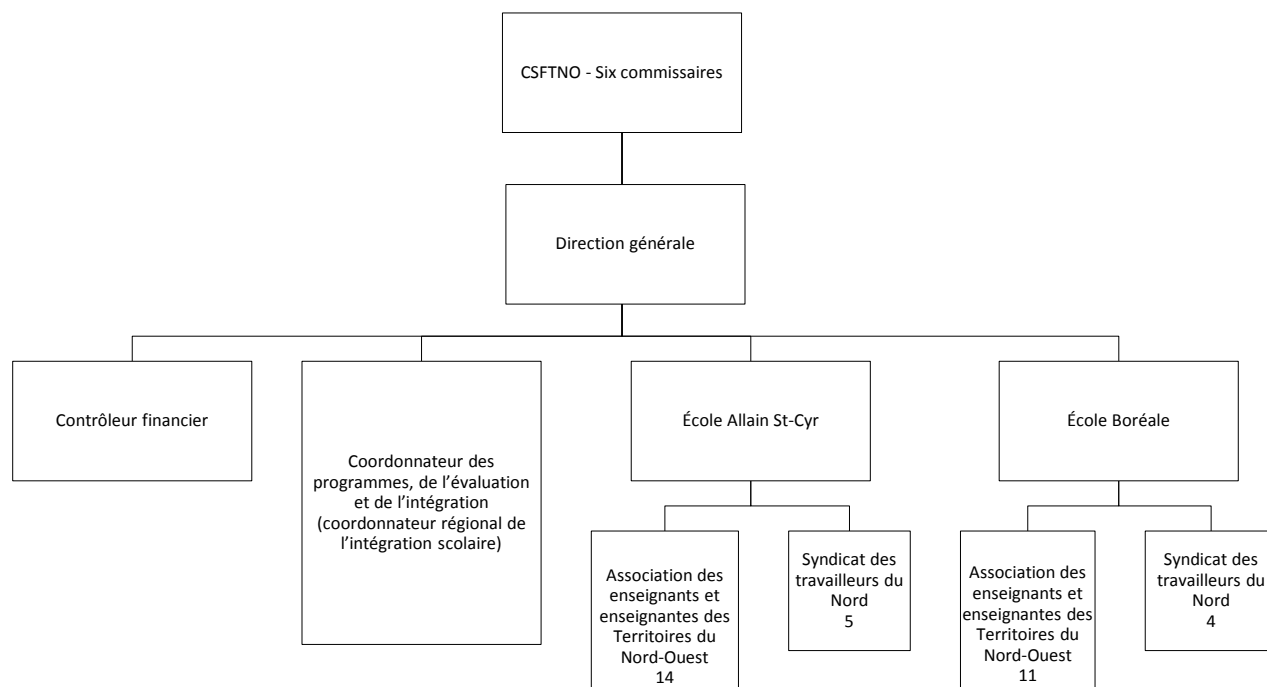 CSFTNO - Six commissaires
Direction générale
Contrôleur financier
Coordonnateur des
programmes, de l'évaluation
et de l'intégration
(coordonnateur régional de
l'intégration scolaire)
École Allain St-Cyr
École Boréale
Association des
enseignants et
enseignantes des
Territoires du
Nord-Ouest
14
Syndicat des
travailleurs du
Nord
5
Association des
enseignants et
enseignantes des
Territoires du
Nord-Ouest
11
Syndicat des
travailleurs du
Nord
4